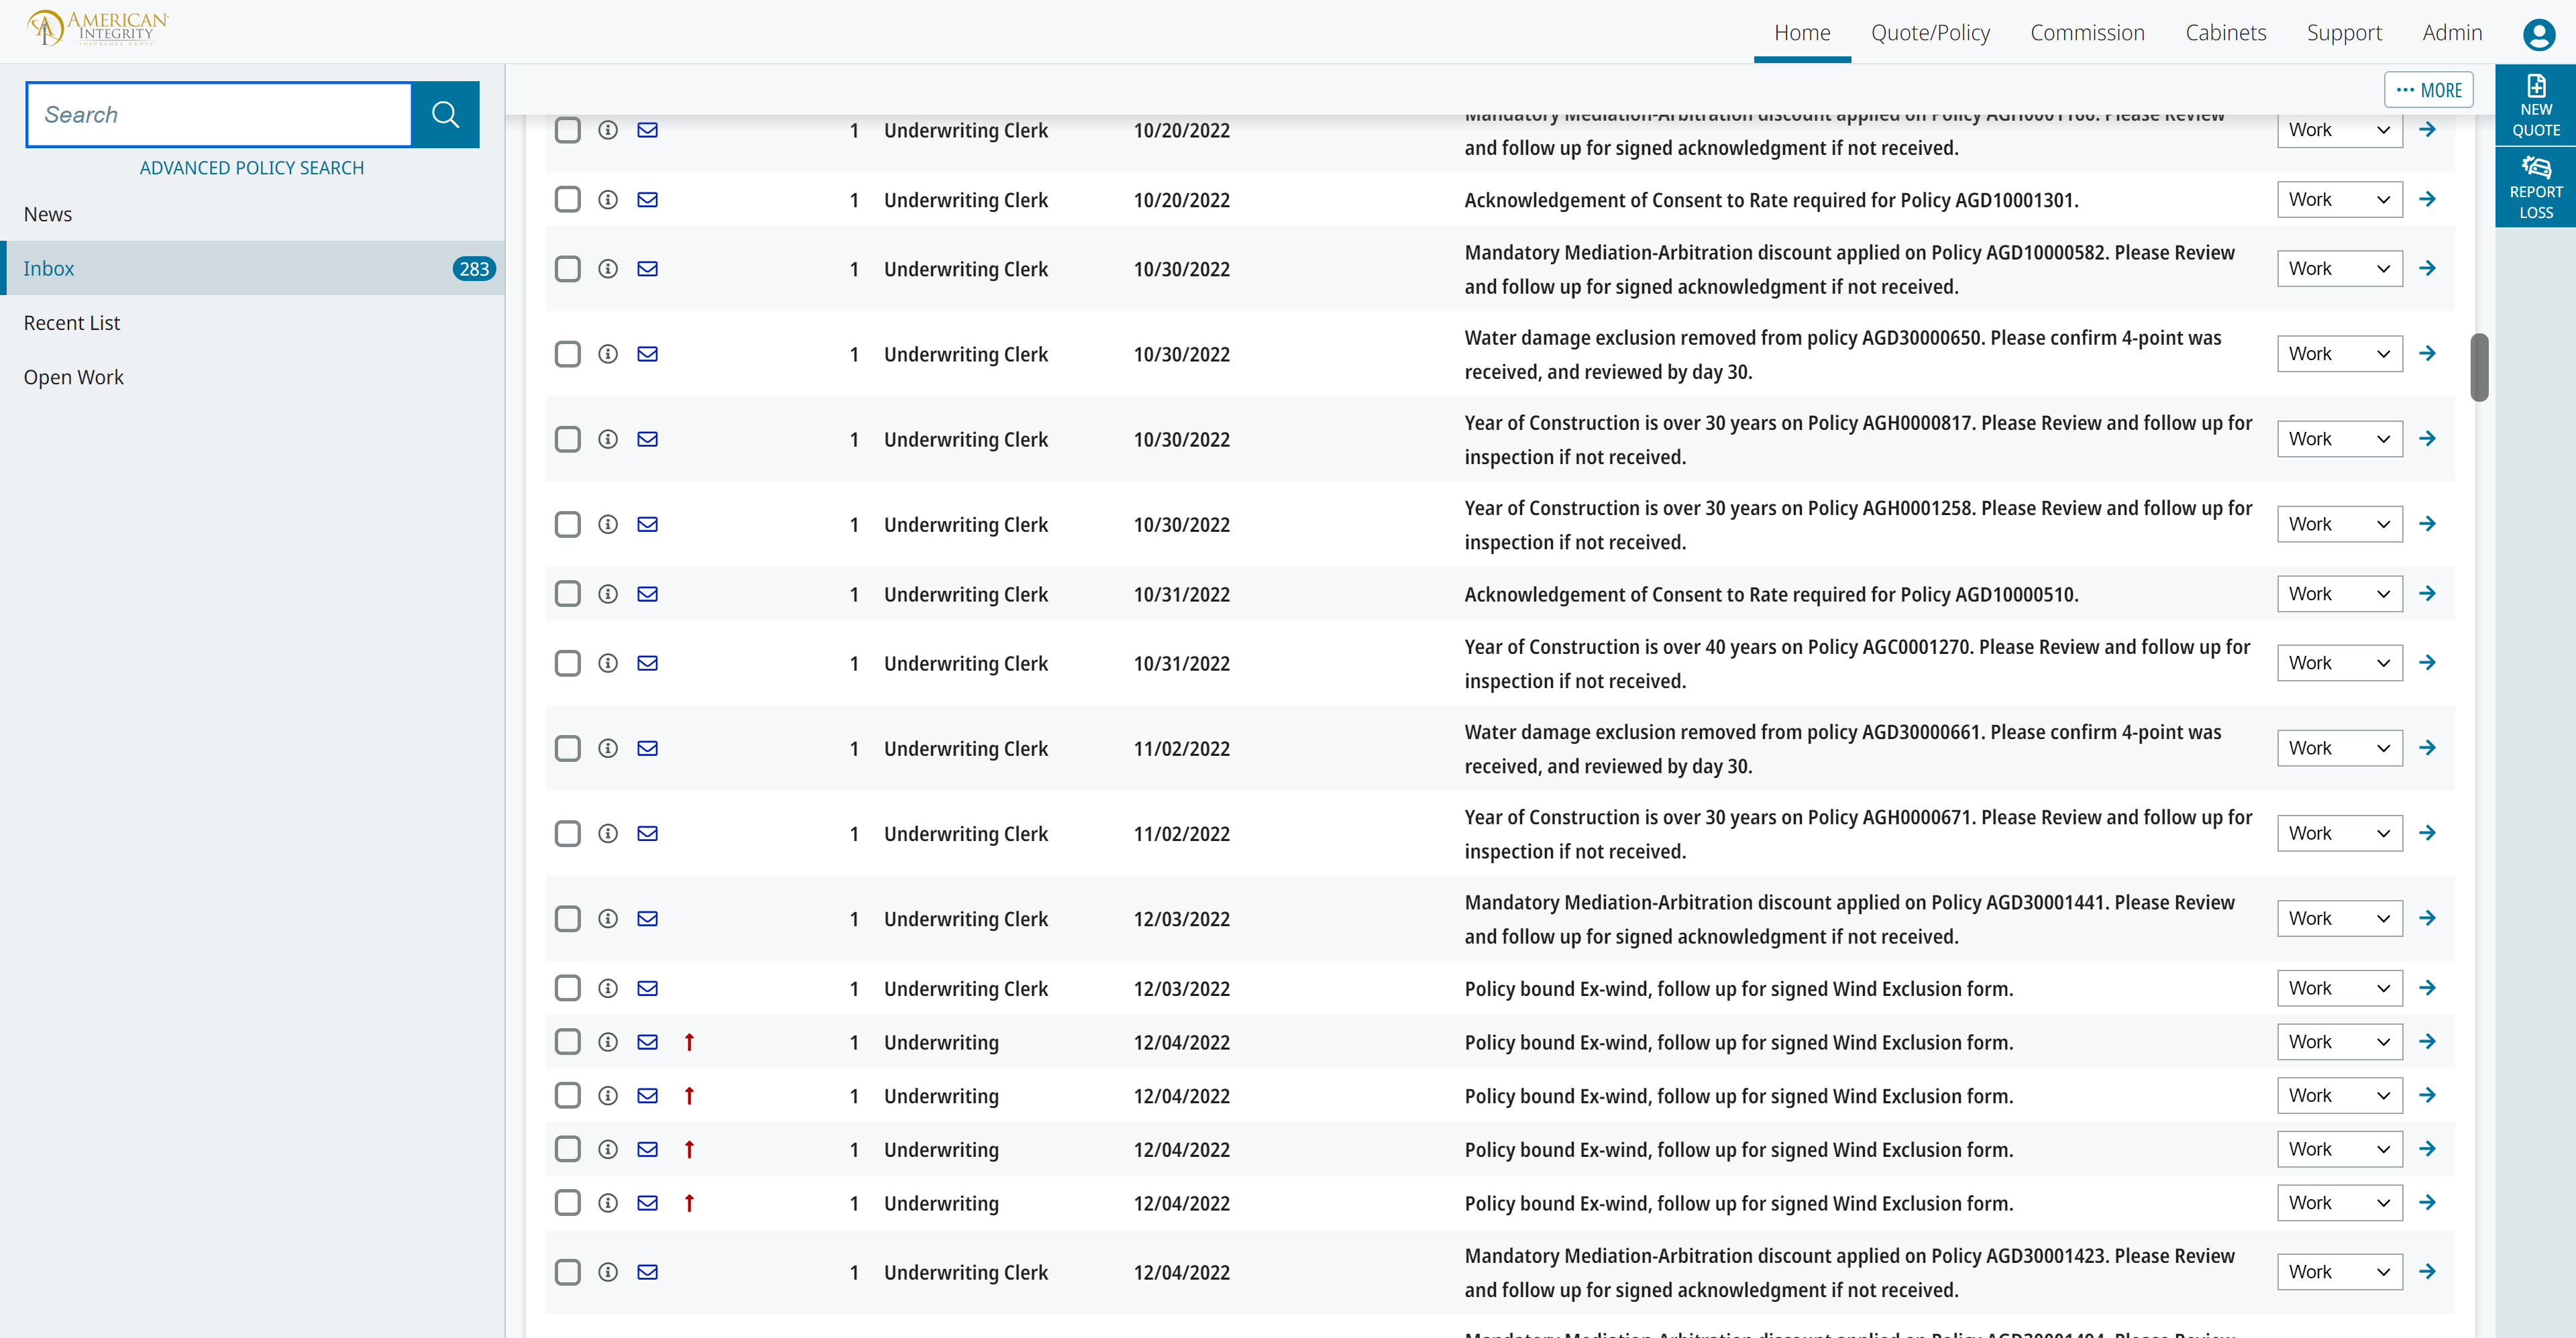 AMERICAN
INTEGRITY
INSURANCE GROUP
Home Quote/Policy Commission Cabinets Support Admin
Search
ADVANCED POLICY SEARCH
News
Inbox 283
Recent List
Open Work
MORE
NEW
QUOTE
REPORT
LOSS
1 Underwriting Clerk 10/20/2022 Mandatory Mediation-Arbitration discount applied on Policy Please Review
and follow up for signed acknowledgment if not received. Work
1 Underwriting Clerk 10/20/2022 Acknowledgement of Consent to Rate required for Policy AGD10001301. Work
1 Underwriting Clerk 10/30/2022 Mandatory Mediation-Arbitration discount applied on Policy AGD10000582. Please Review
and follow up for signed acknowledgment if not received. Work
1 Underwriting Clerk 10/30/2022 Water damage exclusion removed from policy AGD30000650. Please confirm 4-point was
received, and reviewed by day 30. Work
1 Underwriting Clerk 10/30/2022 Year of Construction is over 30 years on Policy AGH0000817. Please Review and follow up for
inspection if not received. Work
1 Underwriting Clerk 10/30/2022 Year of Construction is over 30 years on Policy AGH0001258. Please Review and follow up for
inspection if not received. Work
1 Underwriting Clerk 10/31/2022 Acknowledgement of Consent to Rate required for Policy AGD10000510. Work
1 Underwriting Clerk 10/31/2022 Year of Construction is over 40 years on Policy AGC0001270. Please Review and follow up for
inspection if not received. Work
1 Underwriting Clerk 11/02/2022 Water damage exclusion removed from policy AGD30000661. Please confirm 4-point was
received, and reviewed by day 30. Work
1 Underwriting Clerk 11/02/2022 Year of Construction is over 30 years on Policy AGH0000671. Please Review and follow up for
inspection if not received. Work
1 Underwriting Clerk 12/03/2022 Mandatory Mediation-Arbitration discount applied on Policy AGD30001441. Please Review
and follow up for signed acknowledgment if not received. Work
1 Underwriting Clerk 12/03/2022 Policy bound Ex-wind, follow up for signed Wind Exclusion form. Work
1 Underwriting 12/04/2022 Policy bound Ex-wind, follow up for signed Wind Exclusion form. Work
1 Underwriting 12/04/2022 Policy bound Ex-wind, follow up for signed Wind Exclusion form. Work
1 Underwriting 12/04/2022 Policy bound Ex-wind, follow up for signed Wind Exclusion form. Work
1 Underwriting 12/04/2022 Policy bound Ex-wind, follow up for signed Wind Exclusion form. Work
1 Underwriting Clerk 12/04/2022 Mandatory Mediation-Arbitration discount applied on Policy AGD30001423. Please Review
and follow up for signed acknowledgment if not received. Work